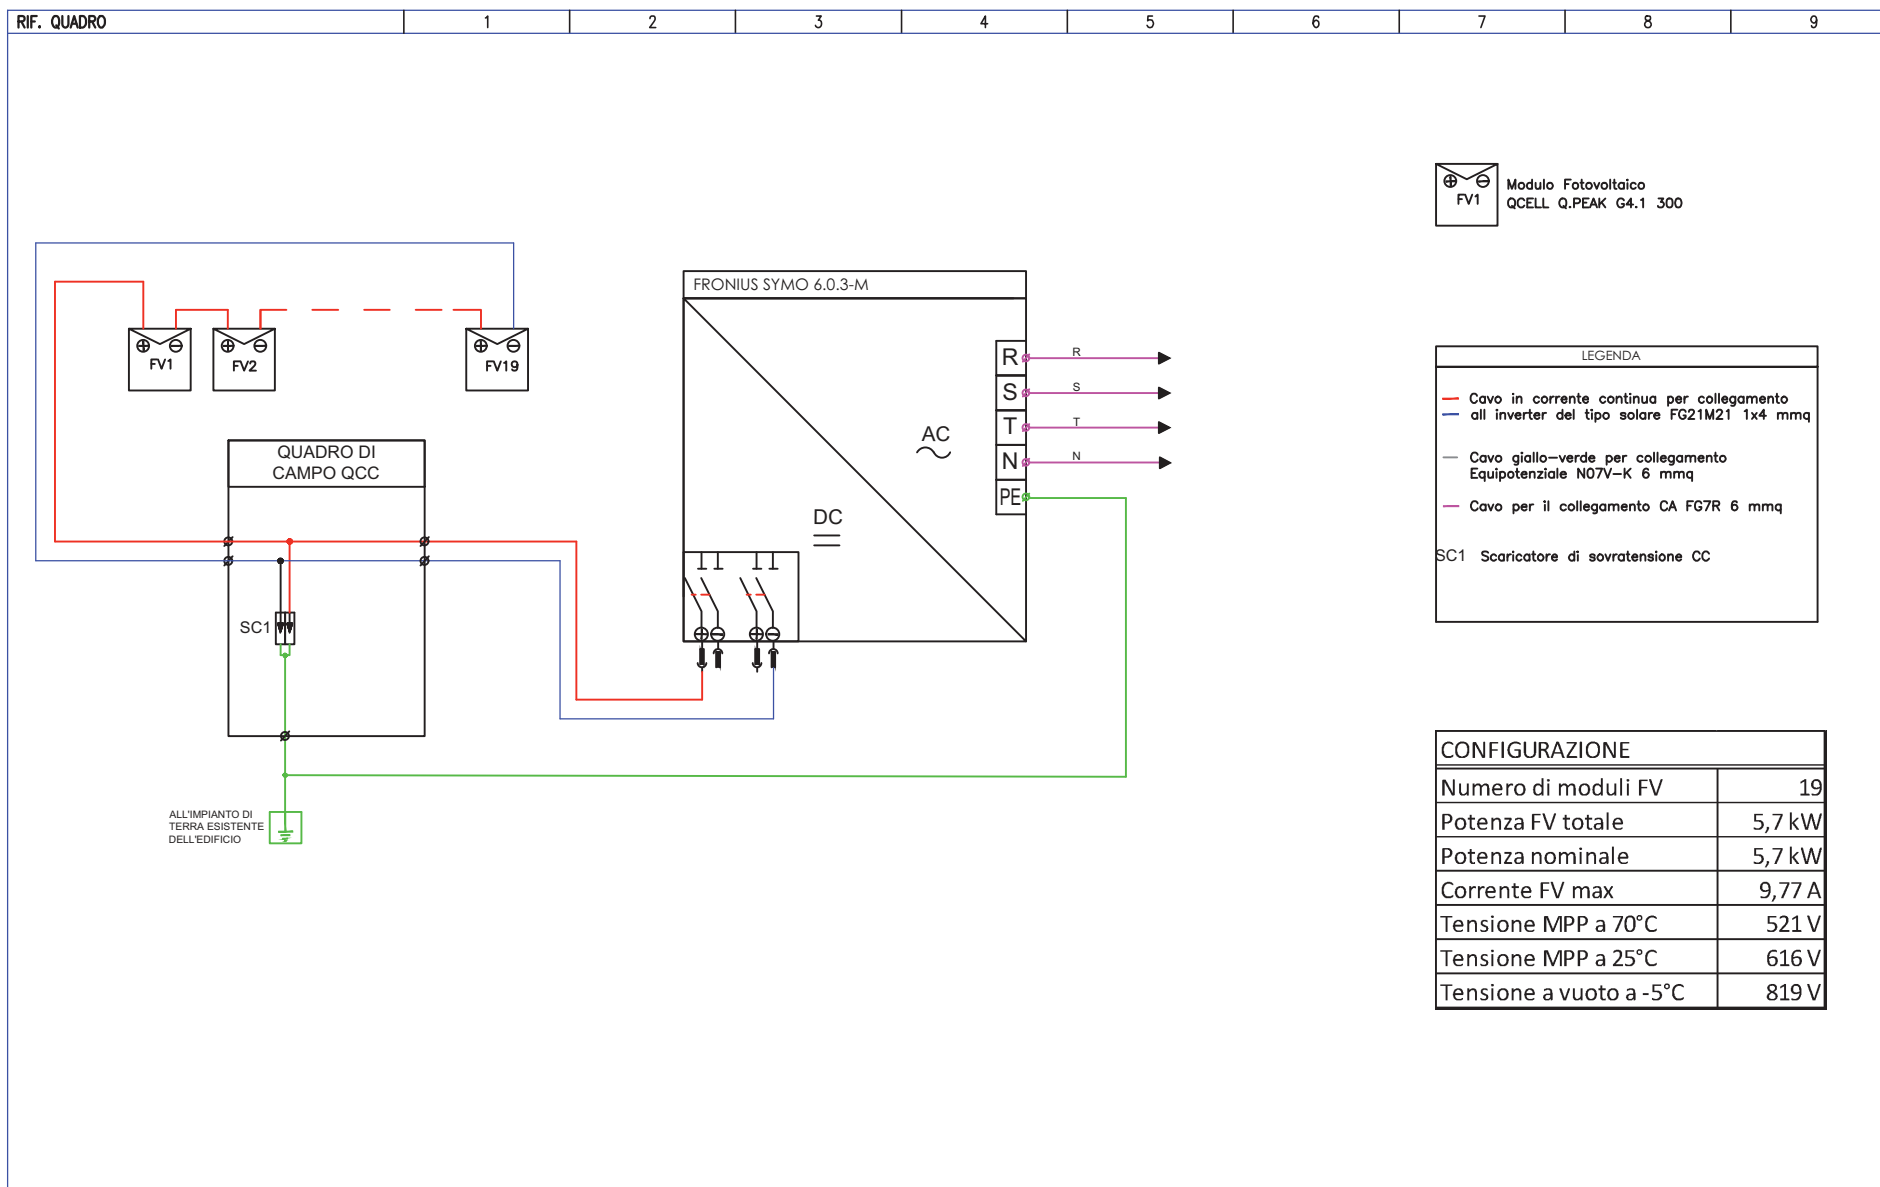 RIF. QUADRO 1 2 3 4 5 6 7 8 9
FV1
Modulo Fotovoltaico
QCELL Q.PEAK G4.1 300
FV1
FV2
FV19
FRONIUS SYMO 6.0.3-M
R R
S S
T T
N N
PE
AC
DC
QUADRO DI
CAMPO QCC
SC1
ALL'IMPIANTO DI
TERRA ESISTENTE
DELL'EDIFICIO
LEGENDA
Cavo in corrente continua per collegamento
all inverter del tipo solare FG21M21 1x4 mmq
Cavo giallo-verde per collegamento
Equipotenziale N07V-K 6 mmq
Cavo per il collegamento CA FG7R 6 mmq
SC1 Scaricatore di sovratensione CC
CONFIGURAZIONE
Numero di moduli FV 19
Potenza FV totale 5,7 kW
Potenza nominale 5,7 kW
Corrente FV max 9,77 A
Tensione MPP a 70°C 521 V
Tensione MPP a 25°C 616 V
Tensione a vuoto a -5°C 819 V